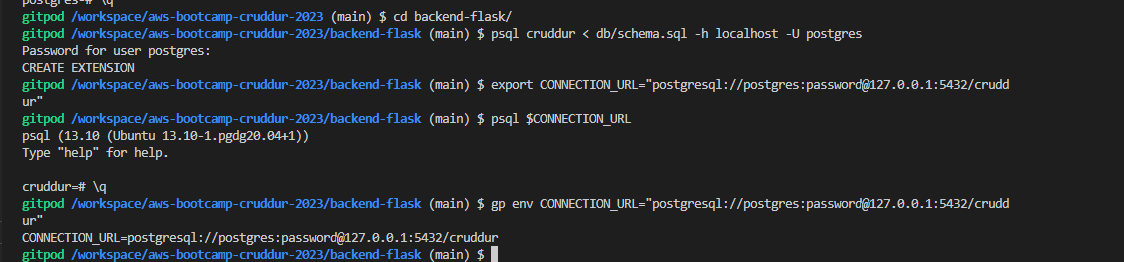 postgres=# \q
gitpod /workspace/aws-bootcamp-cruddur-2023 (main) $ cd backend-flask/
gitpod /workspace/aws-bootcamp-cruddur-2023/backend-flask (main) $ psql cruddur < db/schema.sql -h localhost -U postgres
Password for user postgres:
CREATE EXTENSION
gitpod /workspace/aws-bootcamp-cruddur-2023/backend-flask (main) $ export CONNECTION_URL="postgresql://postgres:password@127.0.0.1:5432/crudd
ur"
gitpod /workspace/aws-bootcamp-cruddur-2023/backend-flask (main) $ psql $CONNECTION_URL
psql (13.10 (Ubuntu 13.10-1.pgdg20.04+1))
Type "help" for help.
cruddur=# \q
gitpod /workspace/aws-bootcamp-cruddur-2023/backend-flask (main) $ gp env CONNECTION_URL="postgresql://postgres:password@127.0.0.1:5432/crudd
ur"
CONNECTION_URL=postgresql://postgres:password@127.0.0.1:5432/cruddur
gitpod /workspace/aws-bootcamp-cruddur-2023/backend-flask (main) $